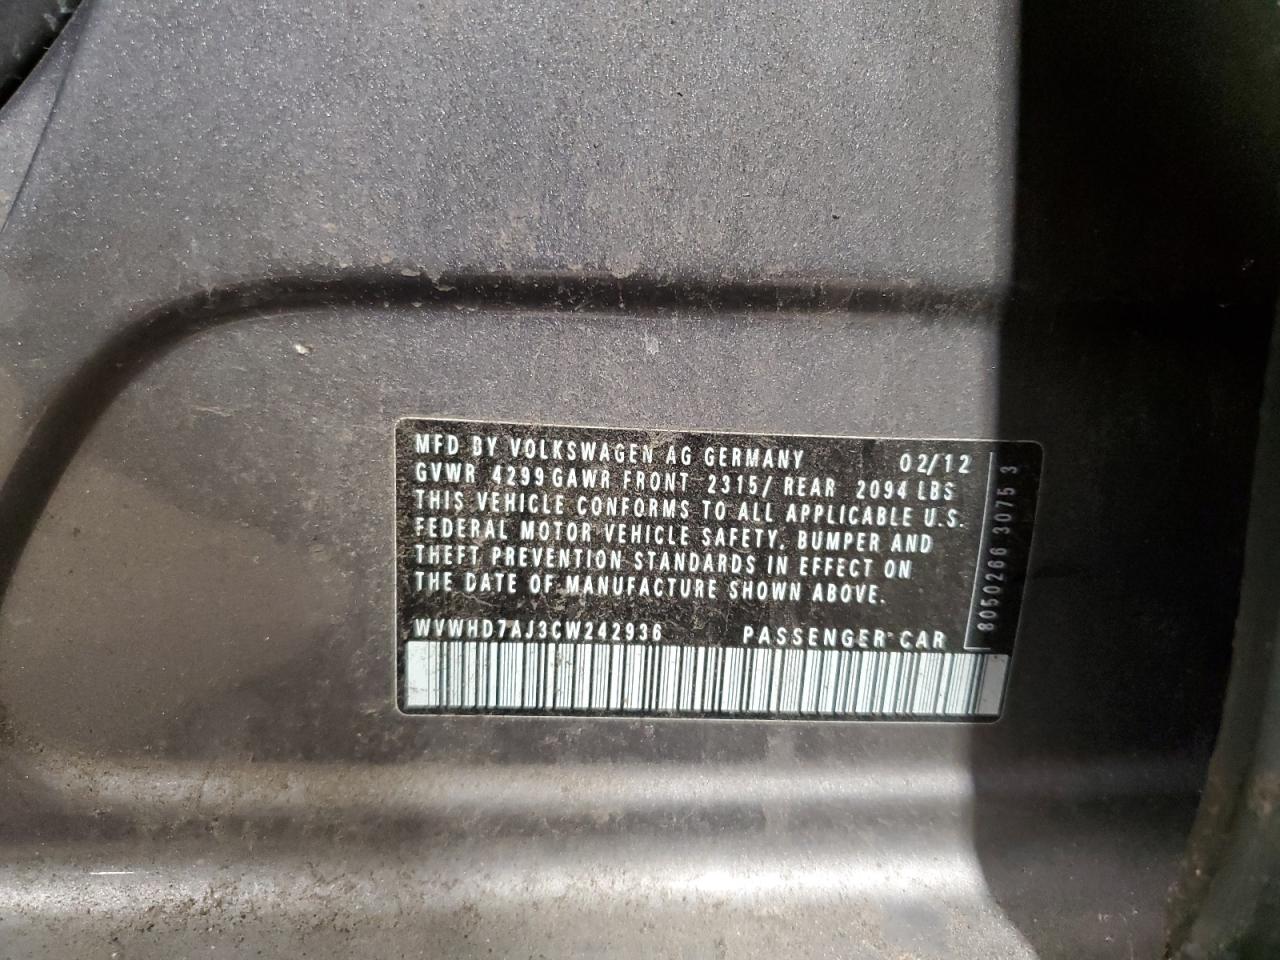 MFD BY VOLKSWAGEN AG GERMANY 02/12
GVWR 4299 GAWR FRONT 2315/ REAR 2094 LBS
THIS VEHICLE CONFORMS TO ALL APPLICABLE U.S.
FEDERAL MOTOR VEHICLE SAFETY, BUMPER AND
THEFT PREVENTION STANDARDS IN EFFECT ON
THE DATE OF MANUFACTURE SHOWN ABOVE.
WVWHD7AJ3CW242936 PASSENGER CAR
8050266 3075 3